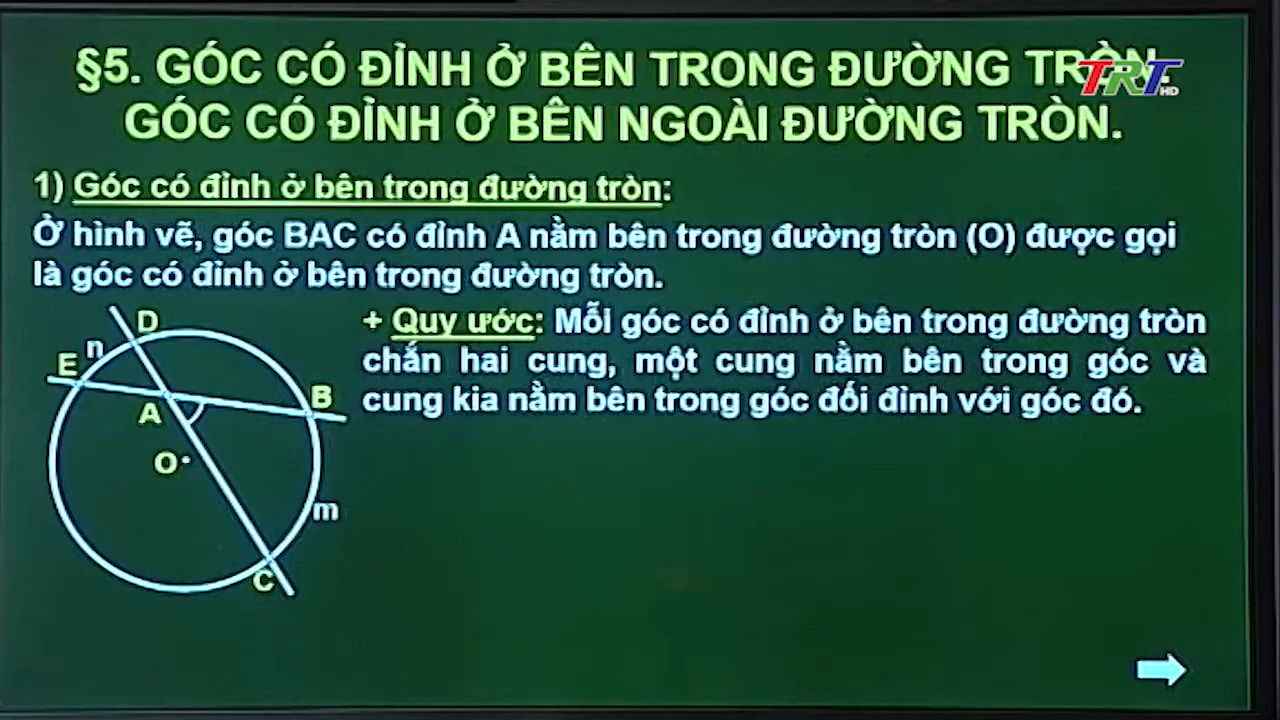 §5. GÓC CÓ ĐỈNH Ở BÊN TRONG ĐƯỜNG TRÒN.
TRT HD
GÓC CÓ ĐỈNH Ở BÊN NGOÀI ĐƯỜNG TRÒN.
1) Góc có đỉnh ở bên trong đường tròn:
Ở hình vẽ, góc BAC có đỉnh A nằm bên trong đường tròn (O) được gọi
là góc có đỉnh ở bên trong đường tròn.
+ Quy ước: Mỗi góc có đỉnh ở bên trong đường tròn
chắn hai cung, một cung nằm bên trong góc và
cung kia nằm bên trong góc đối đỉnh với góc đó.
D
n
E
B
A
O
m
C